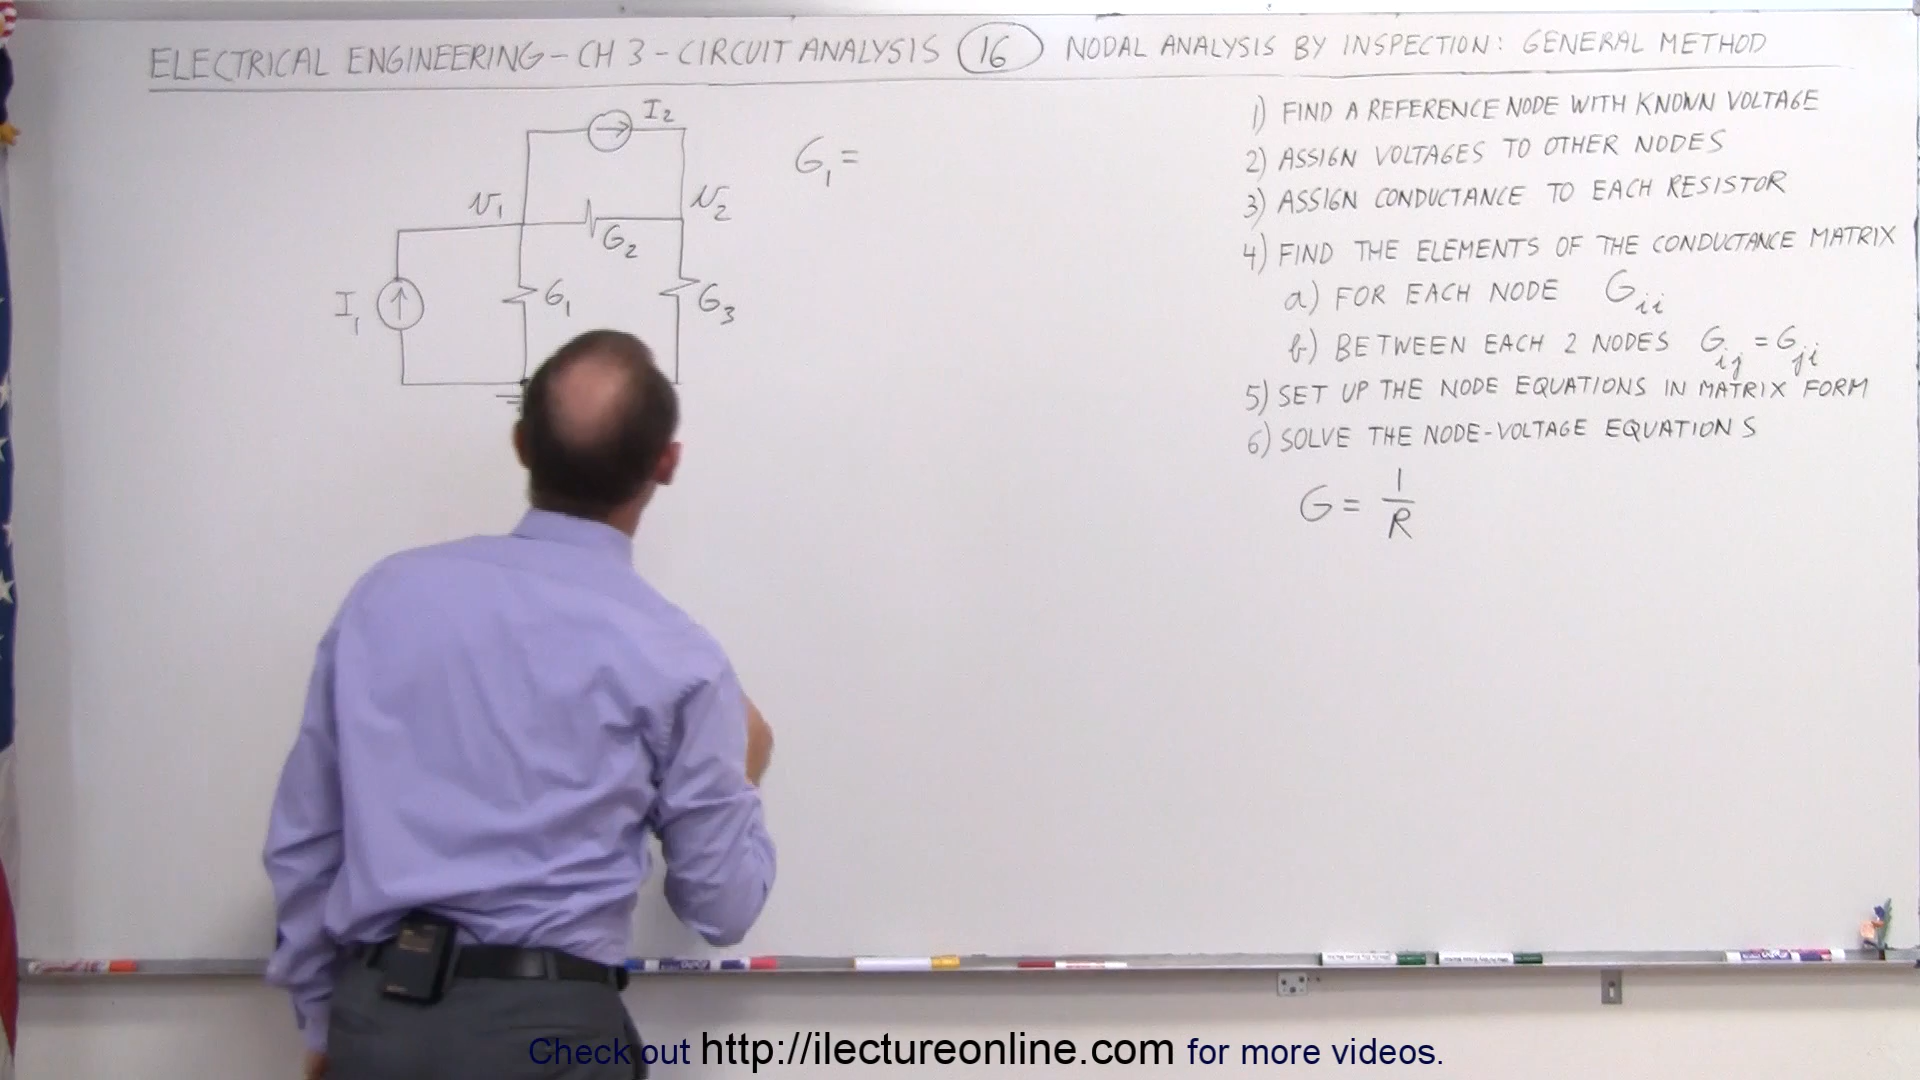 ELECTRICAL ENGINEERING - CH 3 - CIRCUIT ANALYSIS 16 NODAL ANALYSIS BY INSPECTION: GENERAL METHOD
I₂
G₁ =
v₁
v₂
G₂
I₁
G₁
G₃
1) FIND A REFERENCE NODE WITH KNOWN VOLTAGE
2) ASSIGN VOLTAGES TO OTHER NODES
3) ASSIGN CONDUCTANCE TO EACH RESISTOR
4) FIND THE ELEMENTS OF THE CONDUCTANCE MATRIX
a) FOR EACH NODE Gᵢᵢ
b) BETWEEN EACH 2 NODES Gᵢⱼ = Gⱼᵢ
5) SET UP THE NODE EQUATIONS IN MATRIX FORM
6) SOLVE THE NODE-VOLTAGE EQUATIONS
G = 1/R
Check out http://ilectureonline.com for more videos.